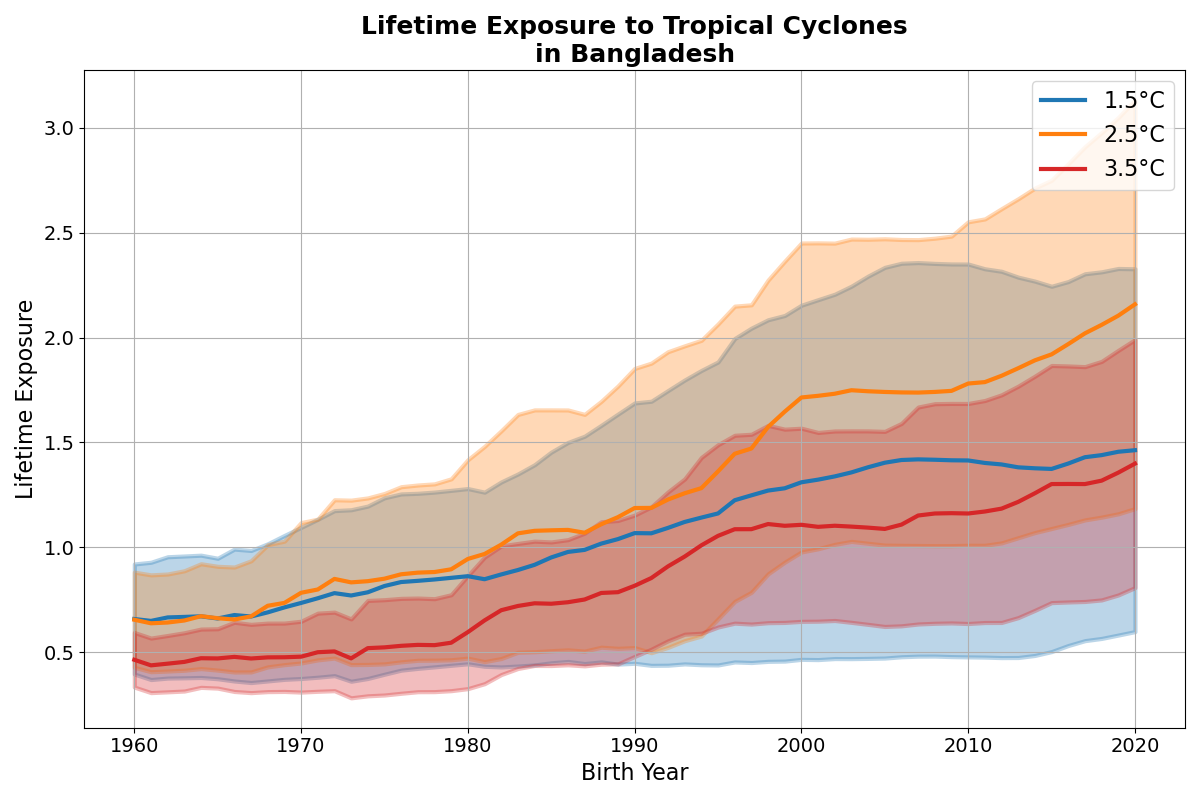 Lifetime Exposure to Tropical Cyclones
in Bangladesh
1.5°C
2.5°C
3.5°C
3.0
2.5
2.0
1.5
1.0
0.5
Lifetime Exposure
1960 1970 1980 1990 2000 2010 2020
Birth Year